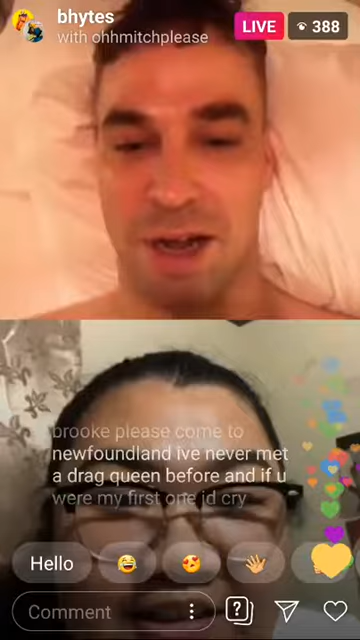 bhytes
with ohhmitchplease
LIVE
388
brooke please come to
newfoundland ive never met
a drag queen before and if u
were my first one id cry
Hello
Comment
?